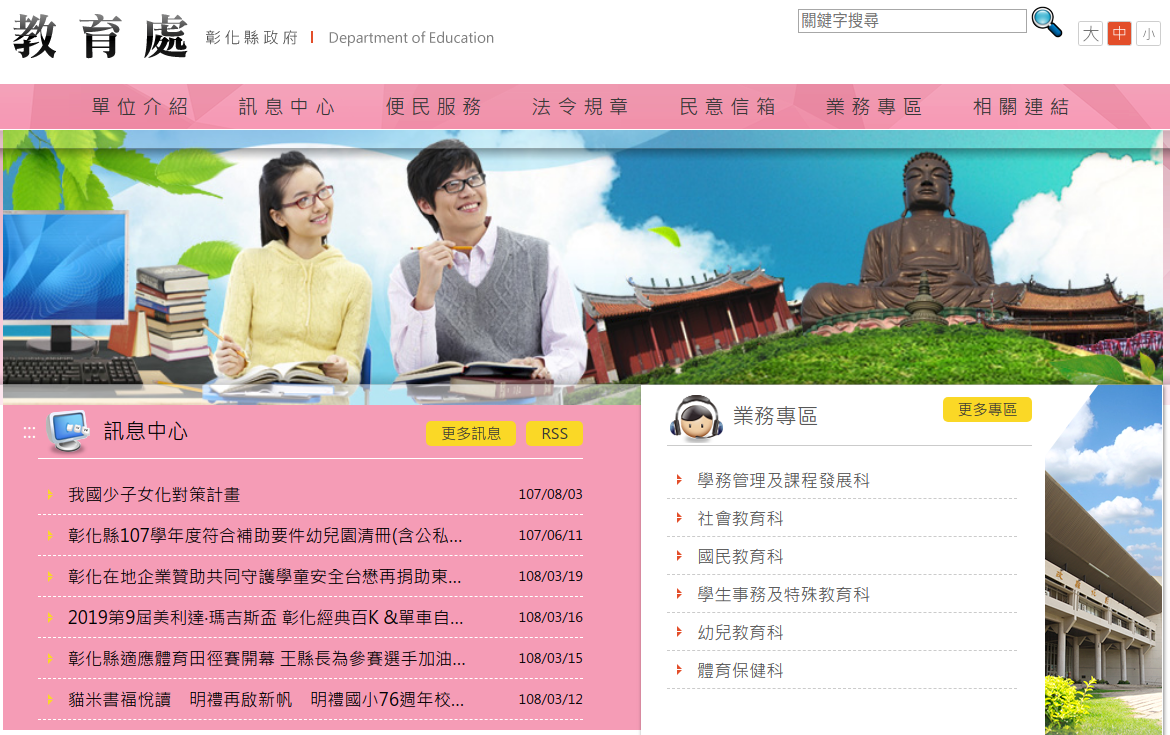 教育處 彰化縣政府 Department of Education
關鍵字搜尋
大 中 小
單位介紹 訊息中心 便民服務 法令規章 民意信箱 業務專區 相關連結
:::
訊息中心 更多訊息 RSS
我國少子女化對策計畫 107/08/03
彰化縣107學年度符合補助要件幼兒園清冊(含公私... 107/06/11
彰化在地企業贊助共同守護學童安全台懋再捐助東... 108/03/19
2019第9屆美利達‧瑪吉斯盃 彰化經典百K &單車自... 108/03/16
彰化縣適應體育田徑賽開幕 王縣長為參賽選手加油... 108/03/15
貓米書福悅讀　明禮再啟新帆　明禮國小76週年校... 108/03/12
業務專區 更多專區
學務管理及課程發展科
社會教育科
國民教育科
學生事務及特殊教育科
幼兒教育科
體育保健科